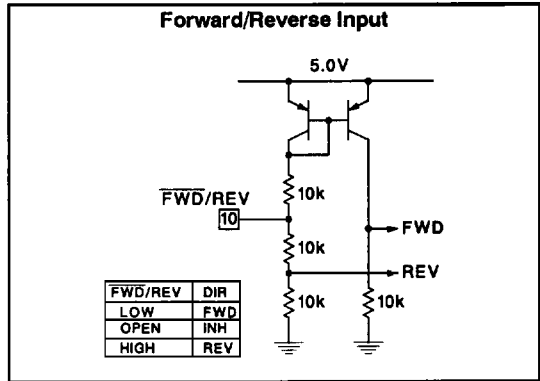 Forward/Reverse Input
5.0V
10k
FWD/REV
10
10k
FWD
REV
10k
10k
FWD/REV DIR
LOW FWD
OPEN INH
HIGH REV